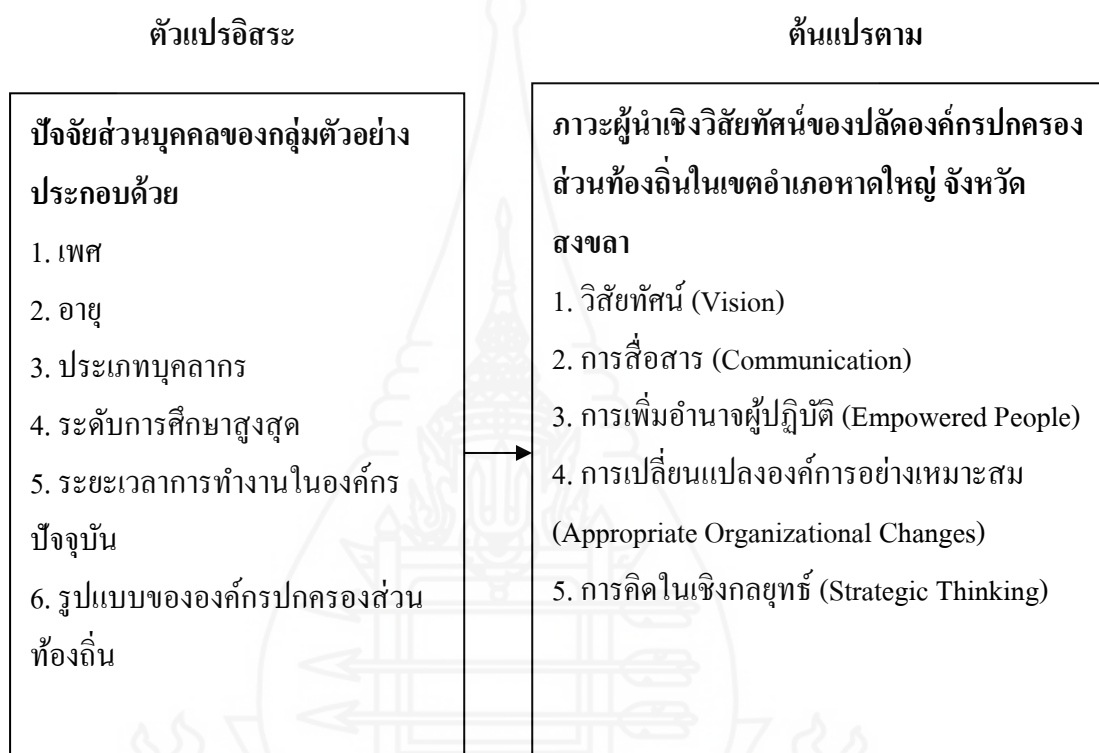 ตัวแปรอิสระ
ปัจจัยส่วนบุคคลของกลุ่มตัวอย่าง
ประกอบด้วย
1. เพศ
2. อายุ
3. ประเภทบุคลากร
4. ระดับการศึกษาสูงสุด
5. ระยะเวลาการทำงานในองค์กร
ปัจจุบัน
6. รูปแบบขององค์กรปกครองส่วน
ท้องถิ่น
ต้นแปรตาม
ภาวะผู้นำเชิงวิสัยทัศน์ของปลัดองค์กรปกครอง
ส่วนท้องถิ่นในเขตอำเภอหาดใหญ่ จังหวัด
สงขลา
1. วิสัยทัศน์ (Vision)
2. การสื่อสาร (Communication)
3. การเพิ่มอำนาจผู้ปฏิบัติ (Empowered People)
4. การเปลี่ยนแปลงองค์การอย่างเหมาะสม
(Appropriate Organizational Changes)
5. การคิดในเชิงกลยุทธ์ (Strategic Thinking)